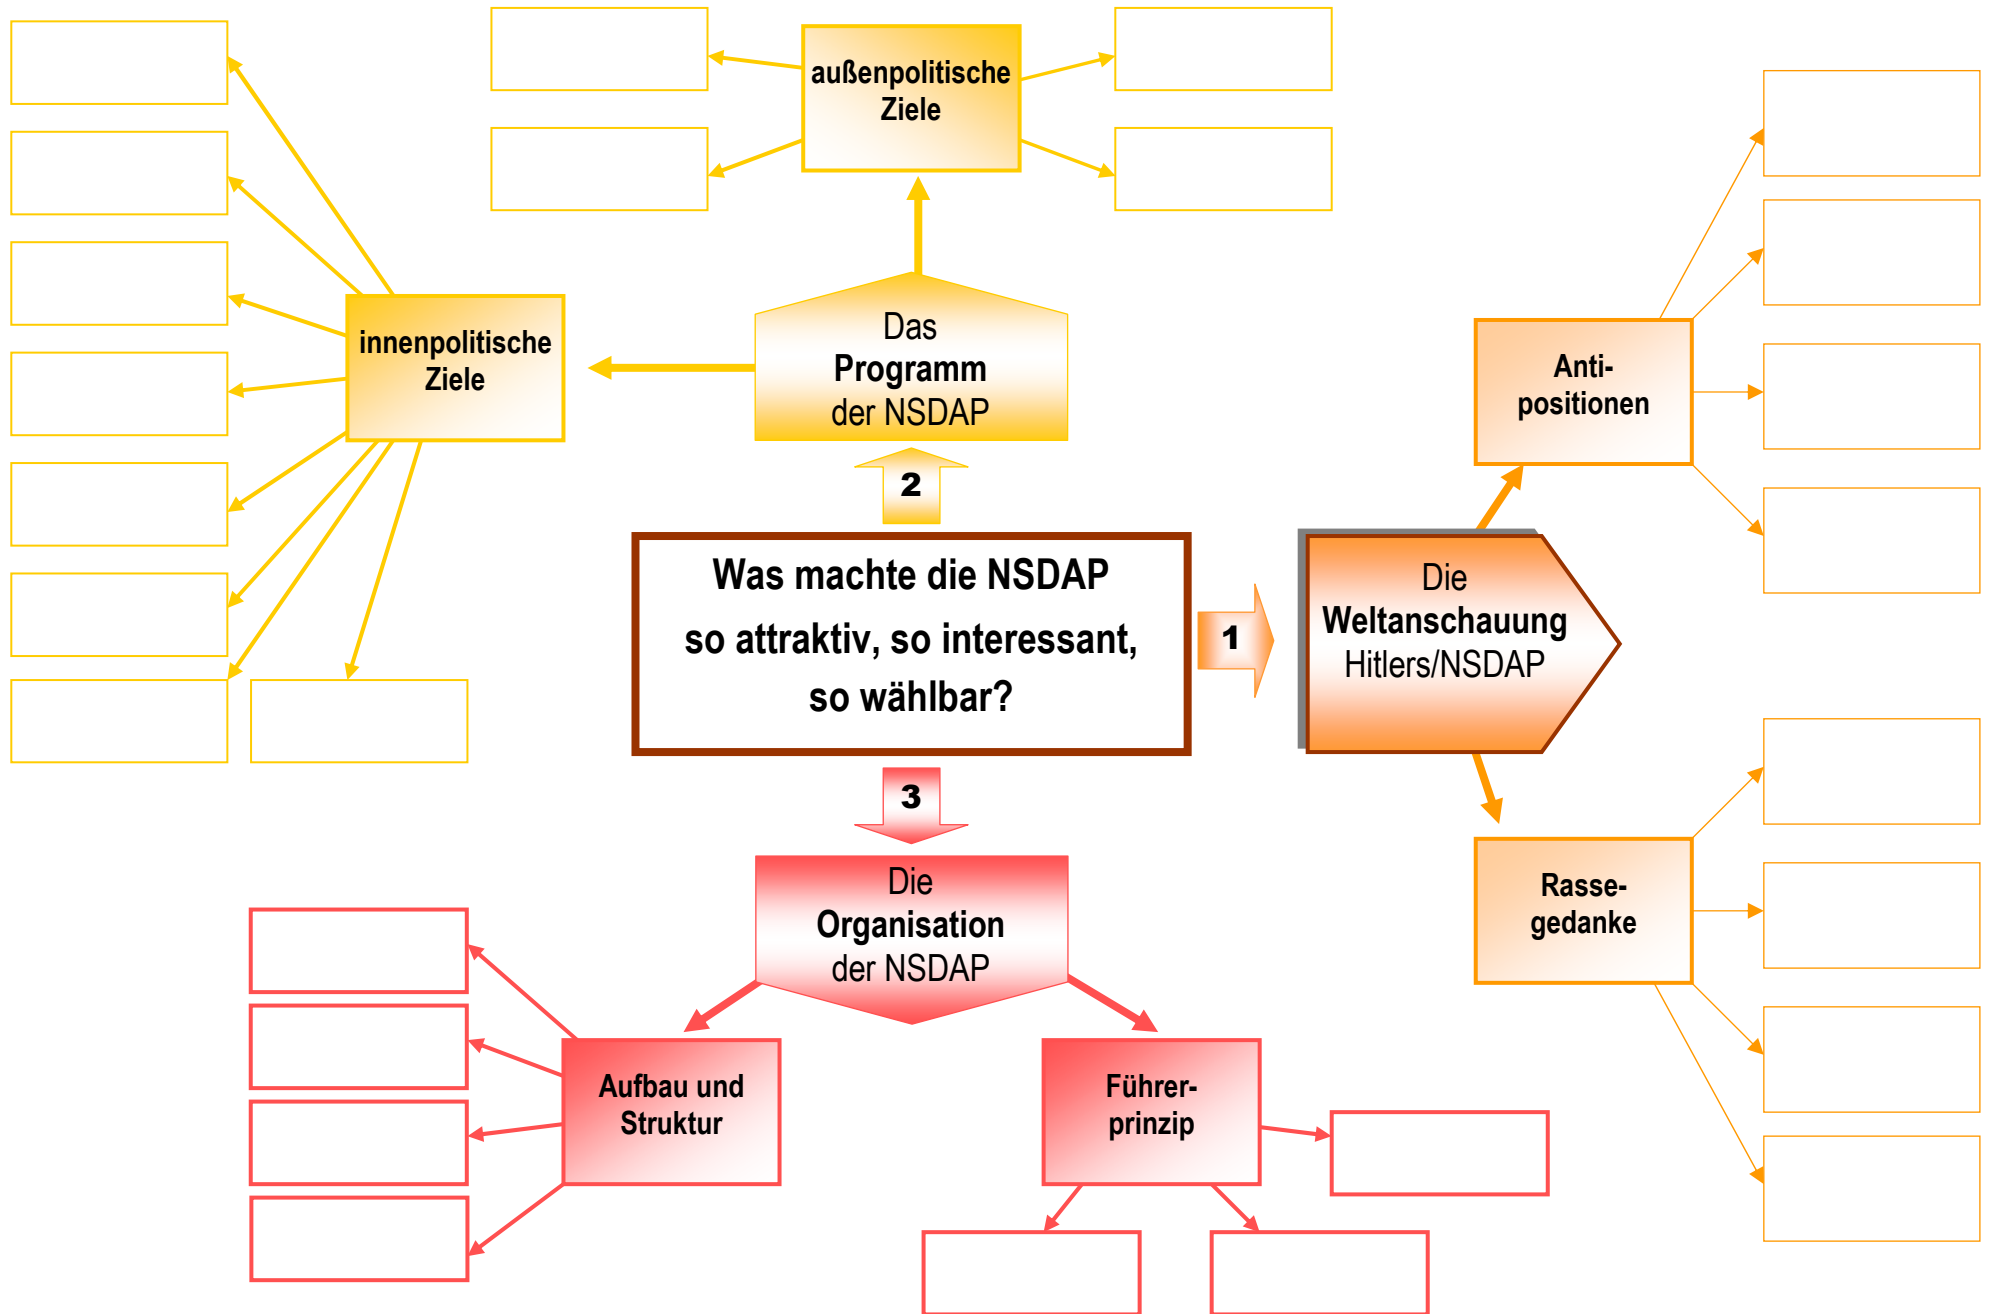 außenpolitische
Ziele
innenpolitische
Ziele
Das
Programm
der NSDAP
2
Anti-
positionen
Was machte die NSDAP
so attraktiv, so interessant,
so wählbar?
1
Die
Weltanschauung
Hitlers/NSDAP
3
Die
Organisation
der NSDAP
Rasse-
gedanke
Aufbau und
Struktur
Führer-
prinzip